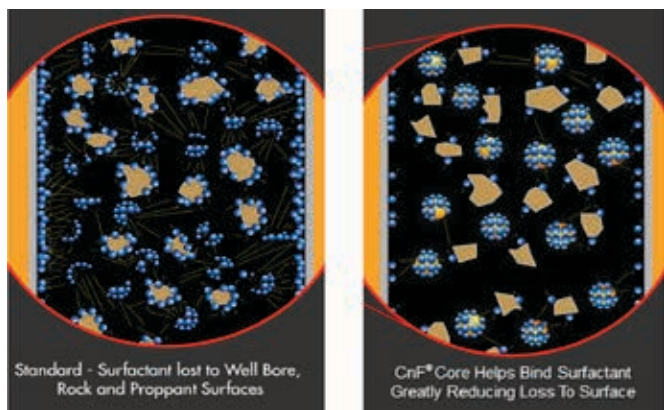 Standard - Surfactant lost to Well Bore,
Rock and Proppant Surfaces
CnF® Core Helps Bind Surfactant
Greatly Reducing Loss To Surface